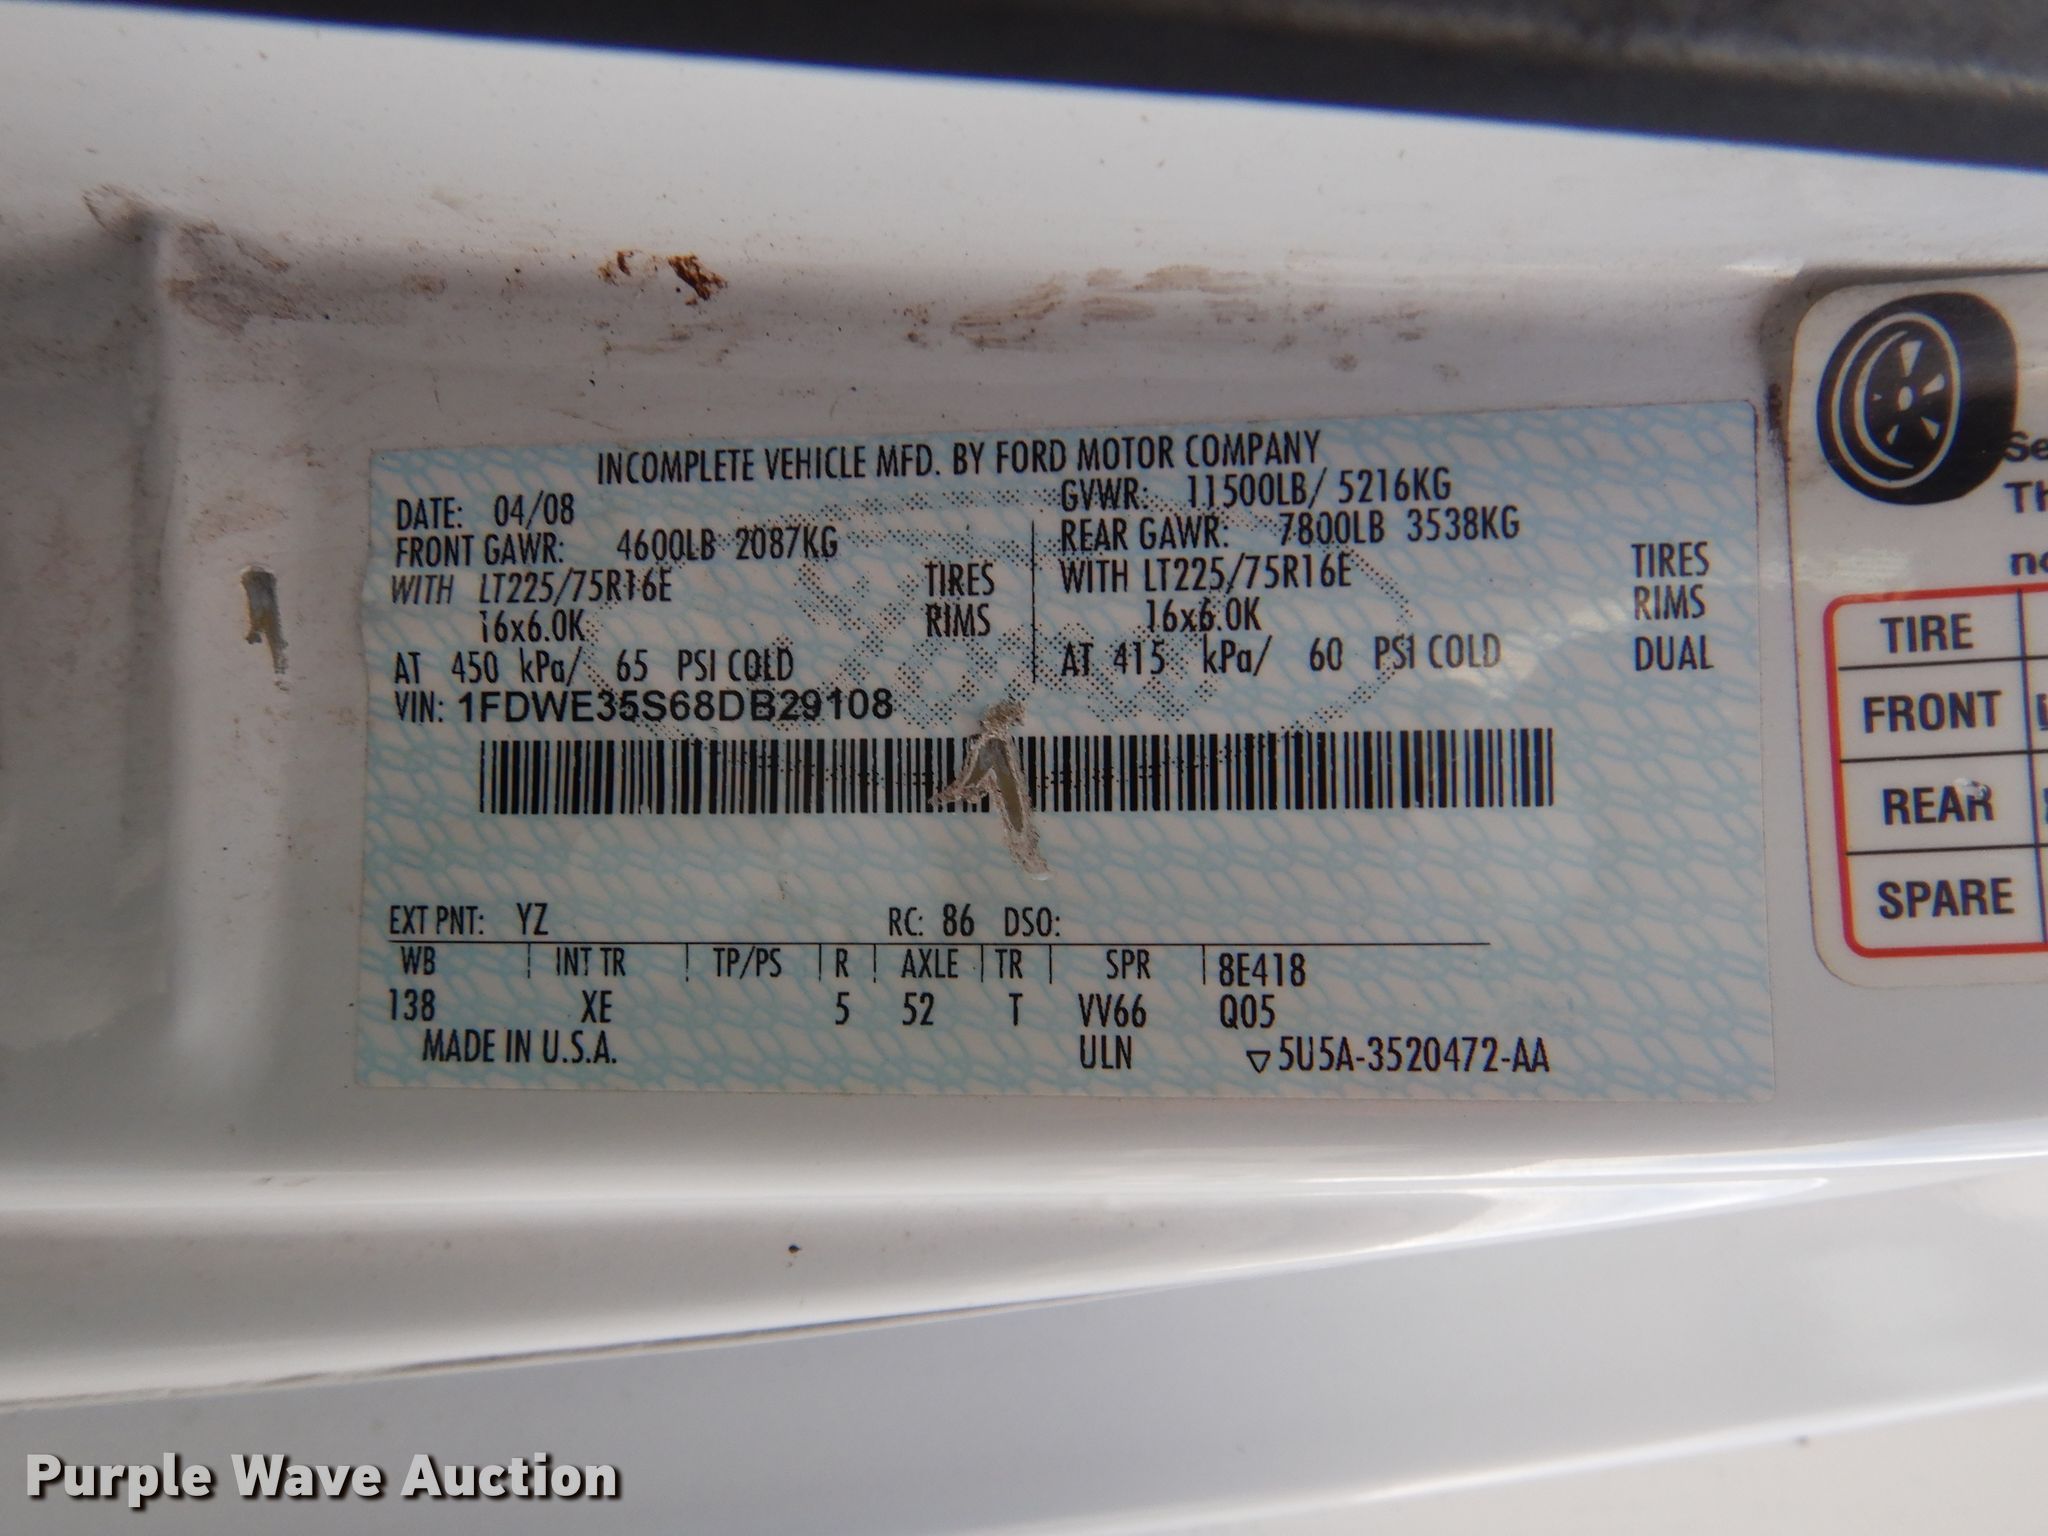 INCOMPLETE VEHICLE MFD. BY FORD MOTOR COMPANY
DATE: 04/08 GVWR: 11500LB/ 5216KG
FRONT GAWR: 4600LB 2087KG REAR GAWR: 7800LB 3538KG
WITH LT225/75R16E TIRES WITH LT225/75R16E TIRES
16x6.0K RIMS 16x6.0K RIMS
AT 450 kPa/ 65 PSI COLD AT 415 kPa/ 60 PSI COLD DUAL
VIN: 1FDWE35S68DB29108
EXT PNT: YZ RC: 86 DSO:
WB INT TR TP/PS R AXLE TR SPR 8E418
138 XE 5 52 T VV66 Q05
MADE IN U.S.A. ULN ▽5U5A-3520472-AA
TIRE
FRONT
REAR
SPARE
Purple Wave Auction